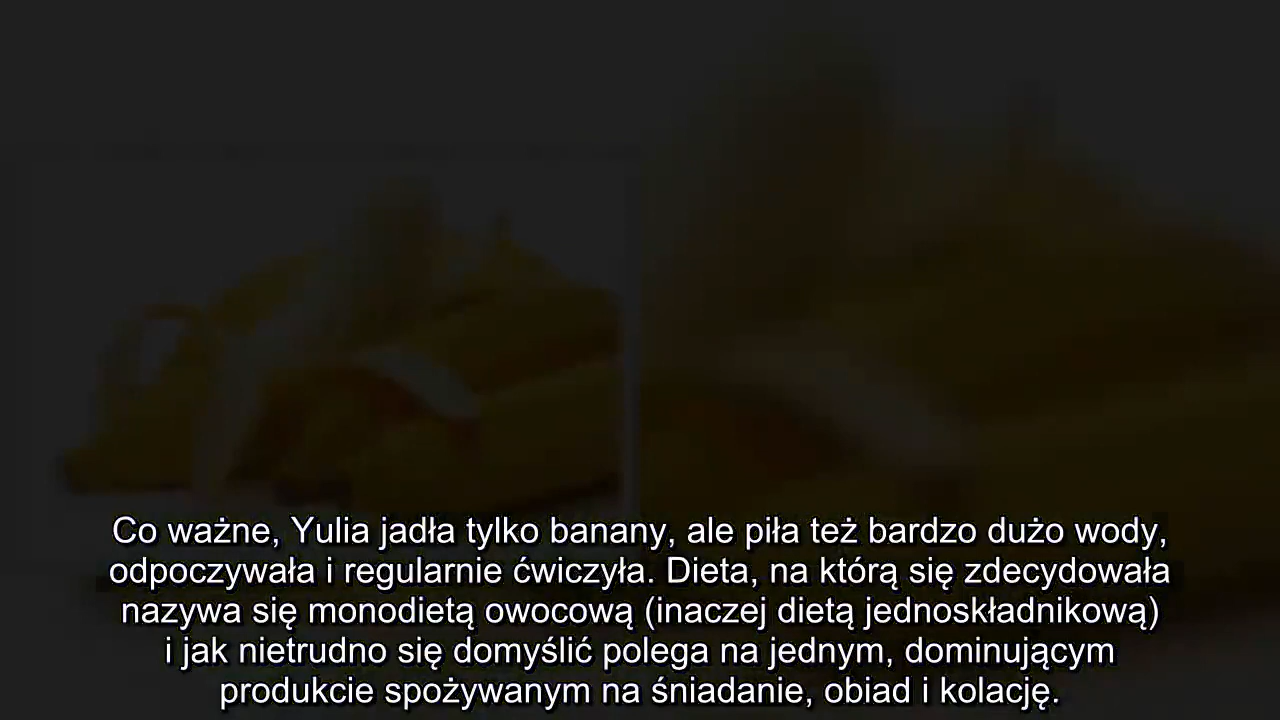 Co ważne, Yulia jadła tylko banany, ale piła też bardzo dużo wody,
odpoczywała i regularnie ćwiczyła. Dieta, na którą się zdecydowała
nazywa się monodietą owocową (inaczej dietą jednoskładnikową)
i jak nietrudno się domyślić polega na jednym, dominującym
produkcie spożywanym na śniadanie, obiad i kolację.